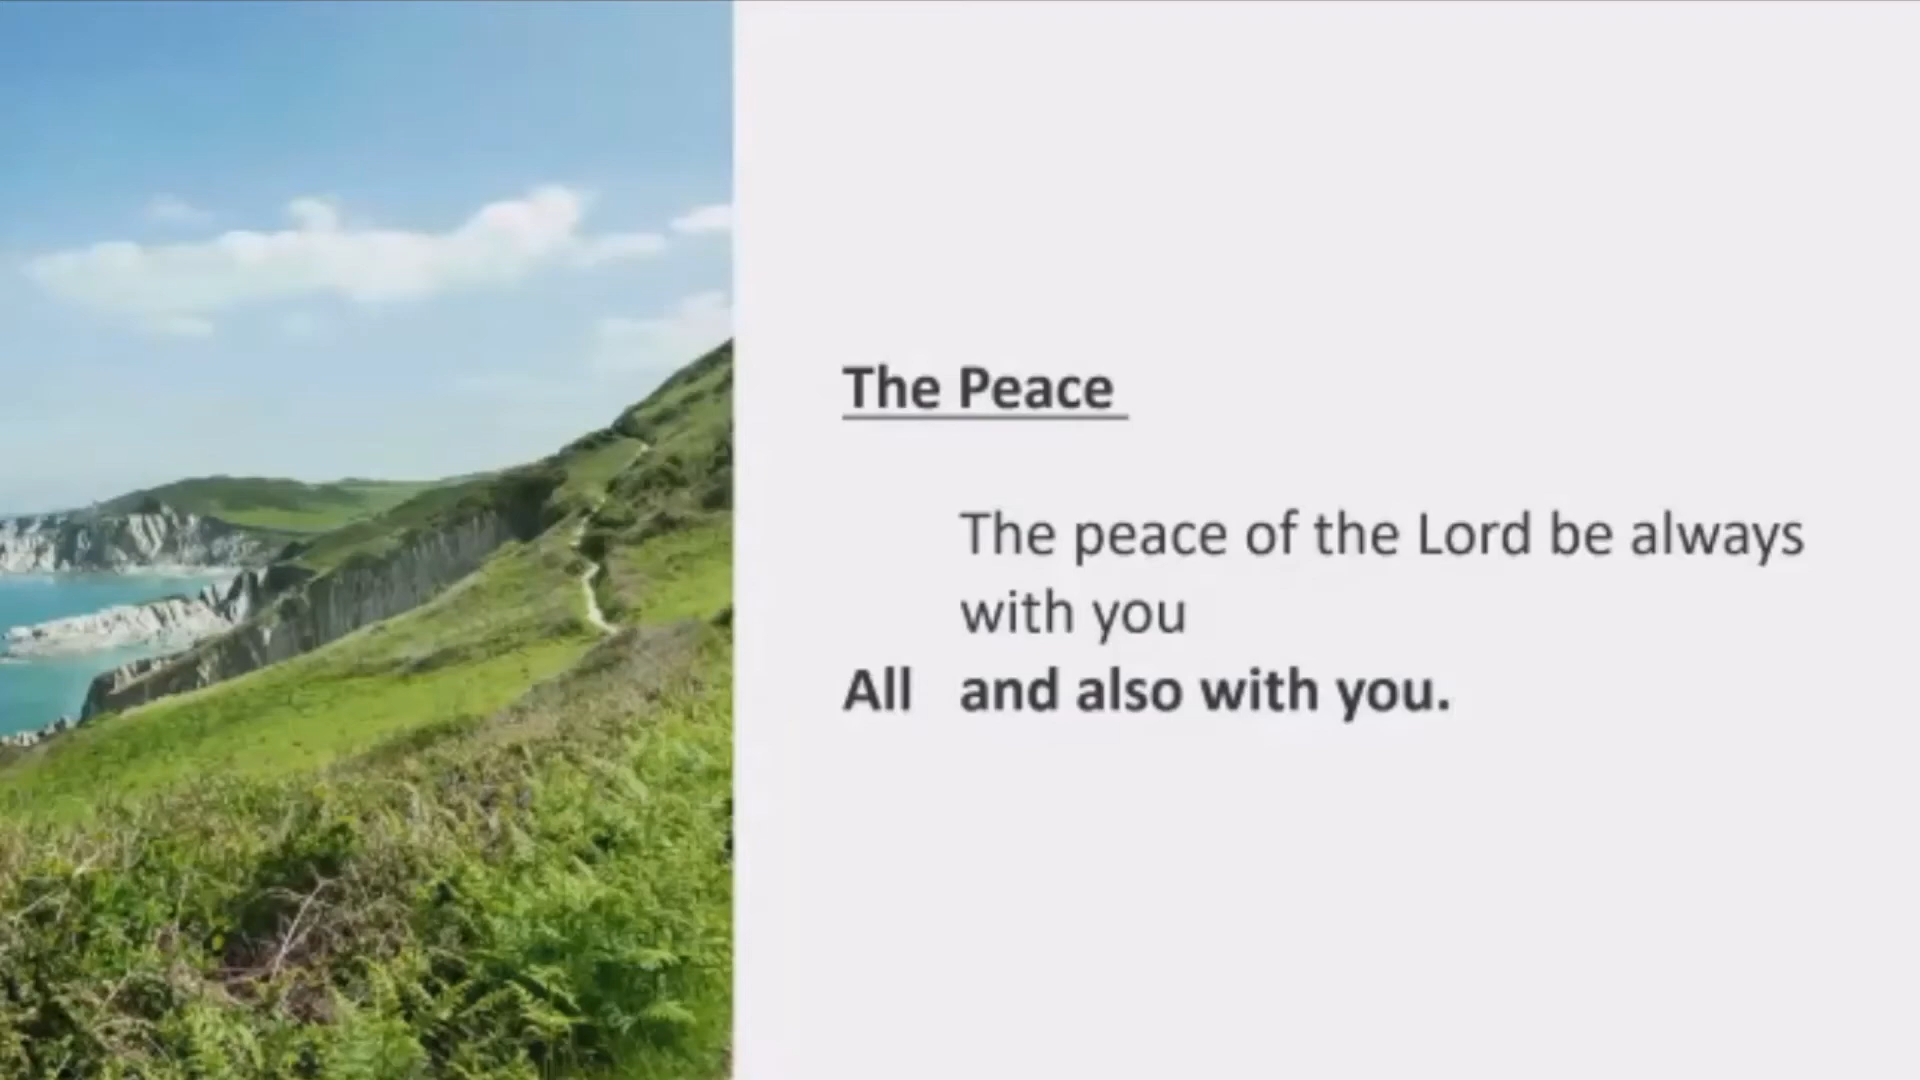 The Peace
The peace of the Lord be always
with you
All and also with you.